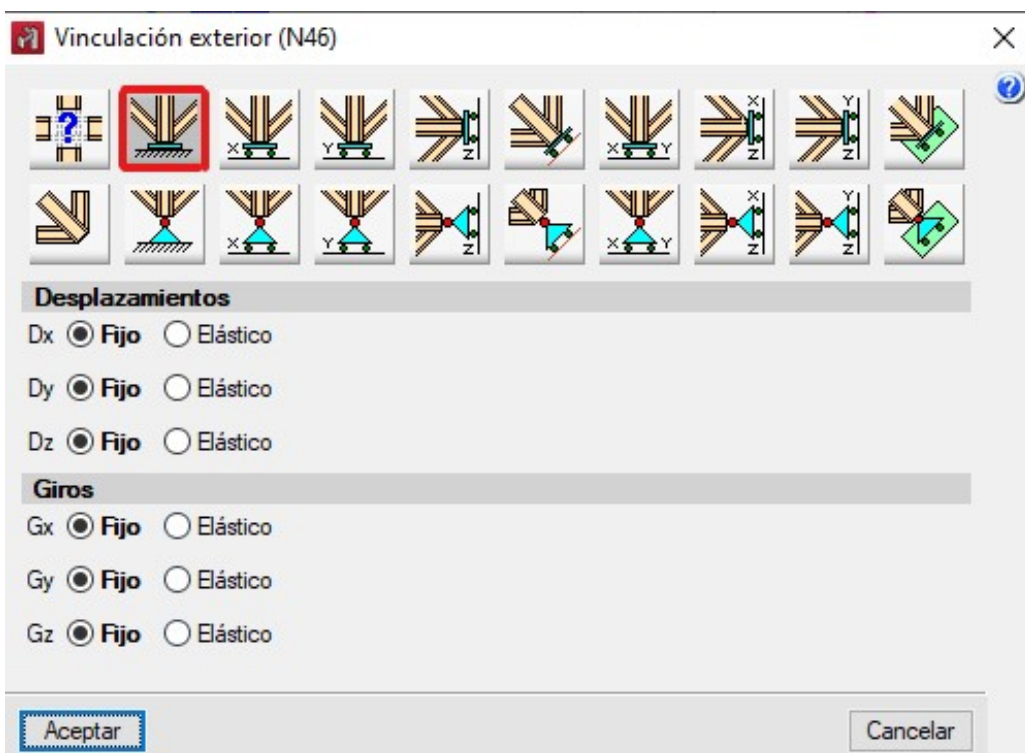 Vinculación exterior (N46)
?
?
X X Y Z X Y Z X Z Y Z
X Y Z X Y X Z Y Z
Desplazamientos
Dx Fijo Elástico
Dy Fijo Elástico
Dz Fijo Elástico
Giros
Gx Fijo Elástico
Gy Fijo Elástico
Gz Fijo Elástico
Aceptar Cancelar